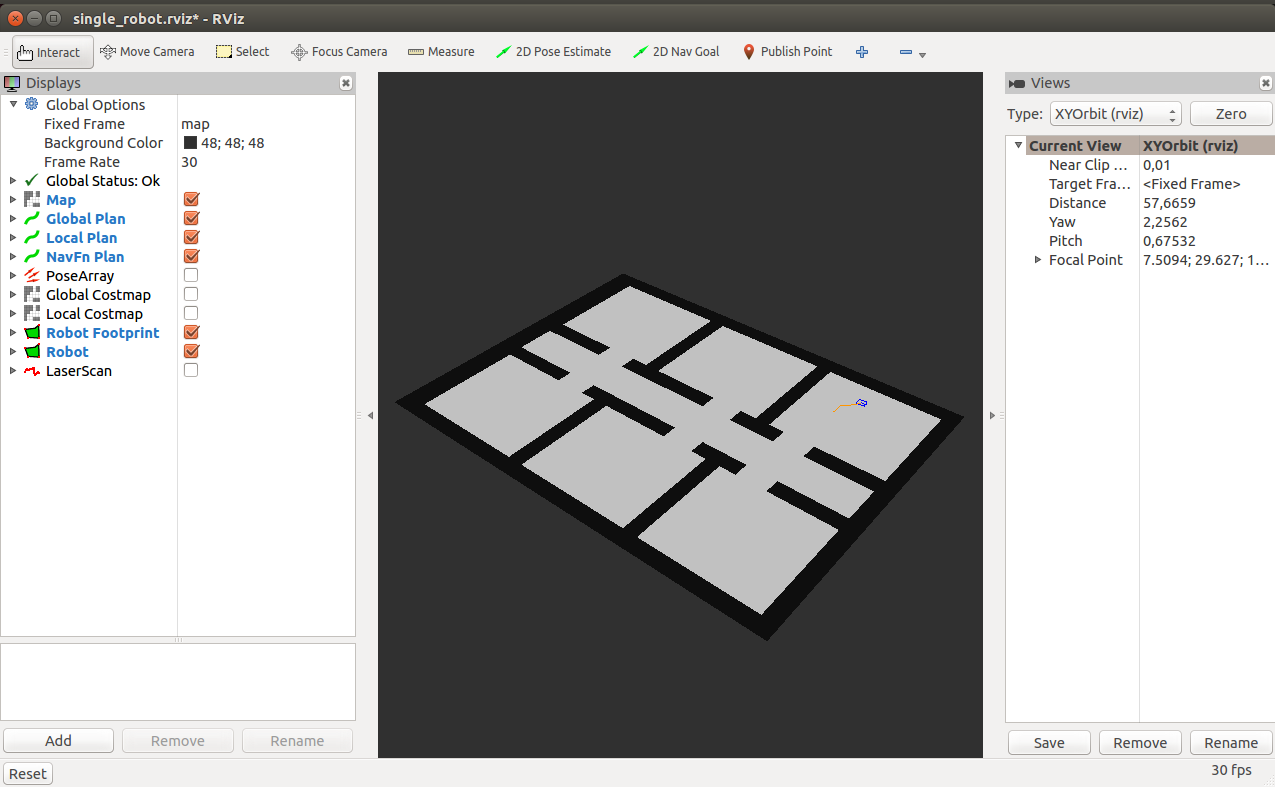 single_robot.rviz* - RViz
Interact Move Camera Select Focus Camera Measure 2D Pose Estimate 2D Nav Goal Publish Point
Displays
Global Options
Fixed Frame map
Background Color 48; 48; 48
Frame Rate 30
Global Status: Ok
Map
Global Plan
Local Plan
NavFn Plan
PoseArray
Global Costmap
Local Costmap
Robot Footprint
Robot
LaserScan
Add Remove Rename
Reset
Views
Type: XYOrbit (rviz) Zero
Current View XYOrbit (rviz)
Near Clip ... 0,01
Target Fra... <Fixed Frame>
Distance 57,6659
Yaw 2,2562
Pitch 0,67532
Focal Point 7.5094; 29.627; 1...
Save Remove Rename
30 fps